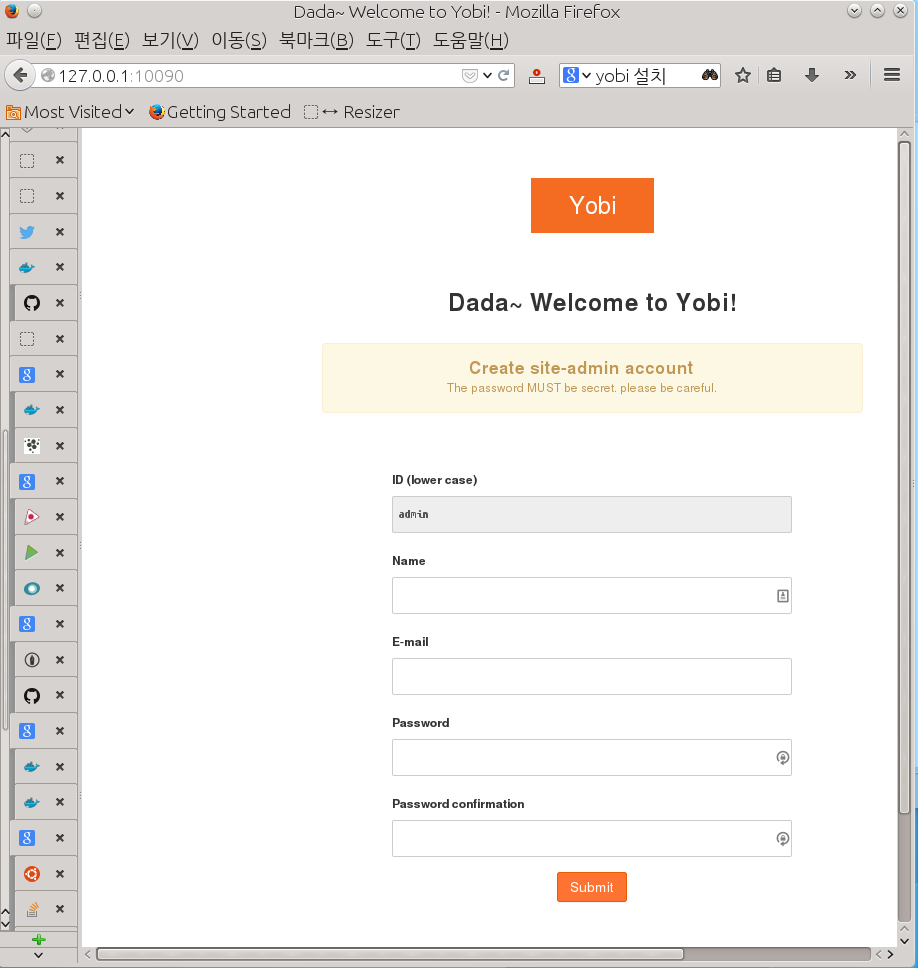 Dada~ Welcome to Yobi! - Mozilla Firefox
파일(F) 편집(E) 보기(V) 이동(S) 북마크(B) 도구(T) 도움말(H)
127.0.0.1:10090
yobi 설치
Most Visited
Getting Started
Resizer
Yobi
Dada~ Welcome to Yobi!
Create site-admin account
The password MUST be secret. please be careful.
ID (lower case)
admin
Name
E-mail
Password
Password confirmation
Submit